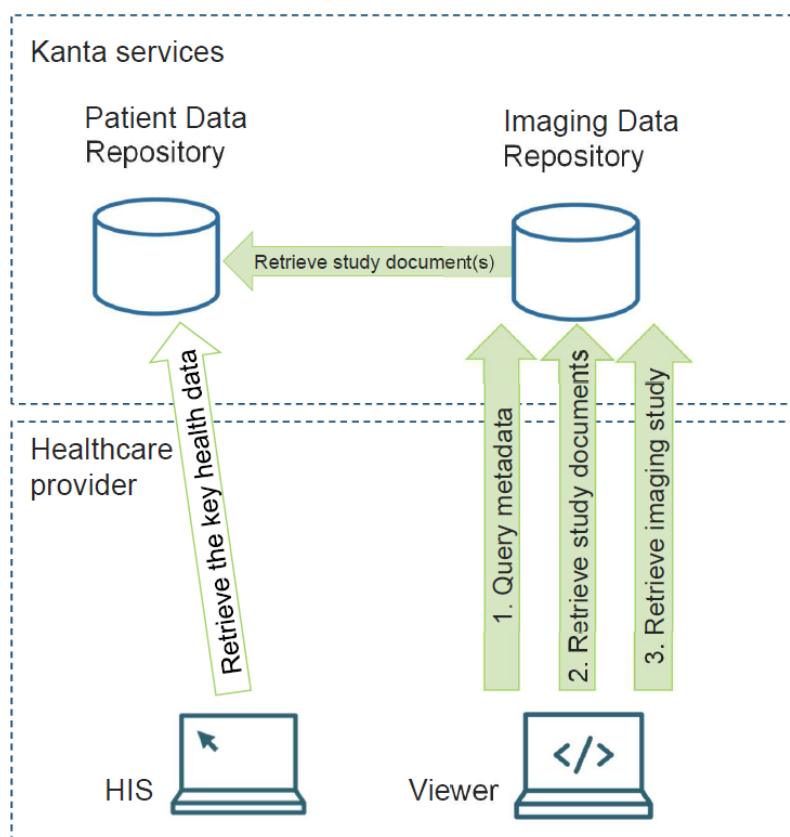 Kanta services
Patient Data
Repository
Imaging Data
Repository
Retrieve study document(s)
Retrieve the key health data
1. Query metadata
2. Retrieve study documents
3. Retrieve imaging study
Healthcare
provider
HIS
Viewer
</>